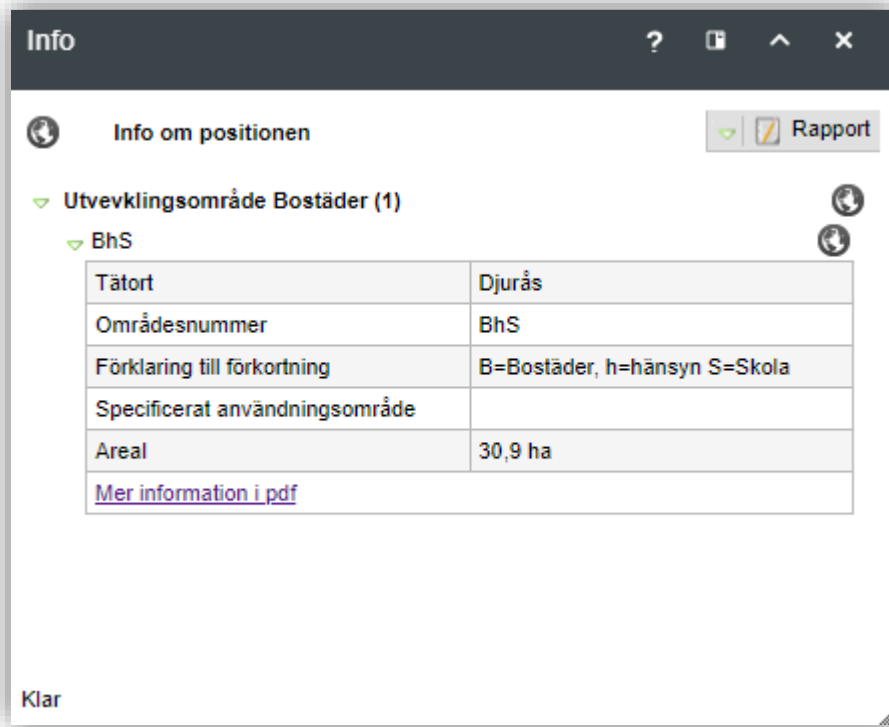 Info ?
Info om positionen Rapport
Utvevklingsområde Bostäder (1)
BhS
Tätort Djurås
Områdesnummer BhS
Förklaring till förkortning B=Bostäder, h=hänsyn S=Skola
Specificerat användningsområde
Areal 30,9 ha
Mer information i pdf
Klar